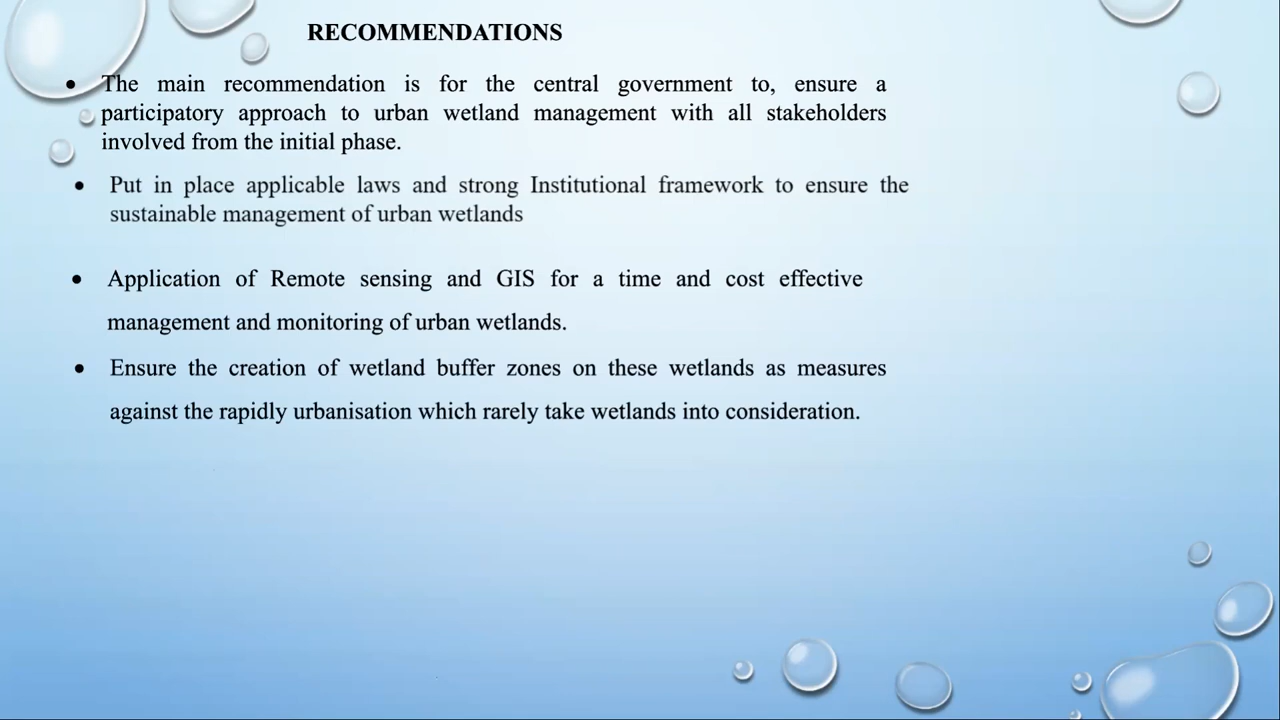 RECOMMENDATIONS
• The main recommendation is for the central government to, ensure a
participatory approach to urban wetland management with all stakeholders
involved from the initial phase.
• Put in place applicable laws and strong Institutional framework to ensure the
sustainable management of urban wetlands
• Application of Remote sensing and GIS for a time and cost effective
management and monitoring of urban wetlands.
• Ensure the creation of wetland buffer zones on these wetlands as measures
against the rapidly urbanisation which rarely take wetlands into consideration.